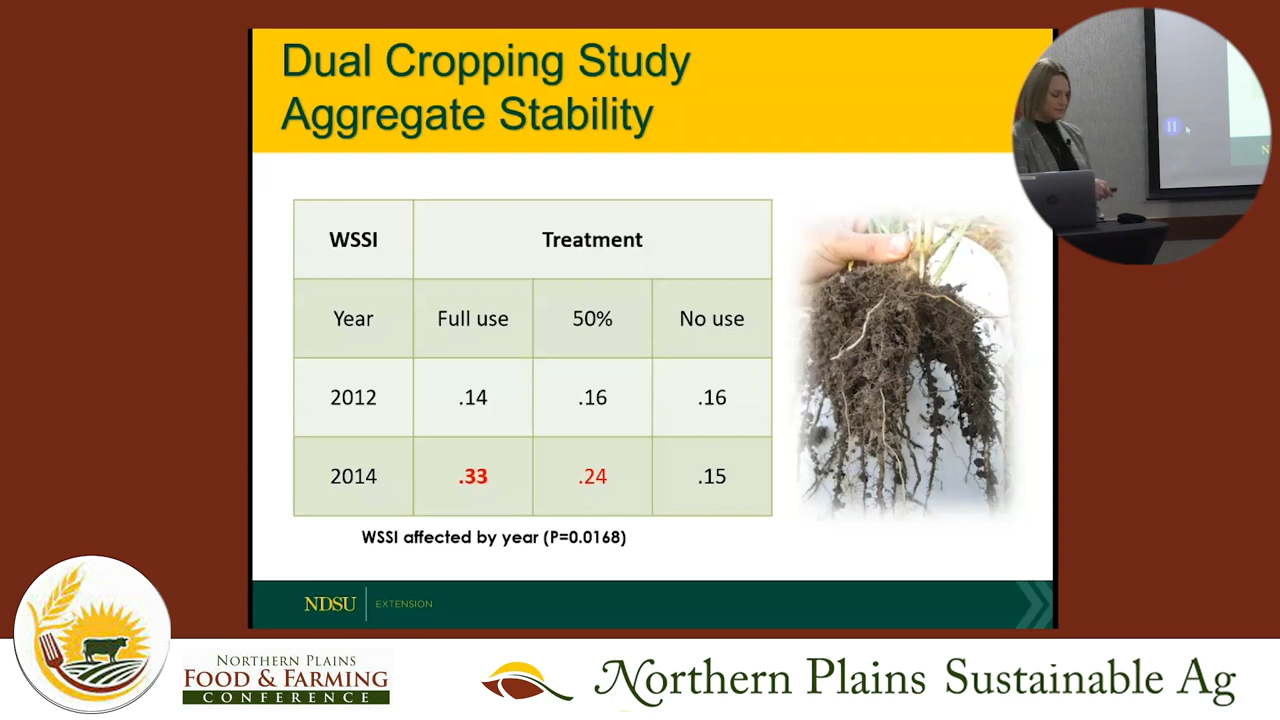 Dual Cropping Study
Aggregate Stability
WSSI Treatment
Year Full use 50% No use
2012 .14 .16 .16
2014 .33 .24 .15
WSSI affected by year (P=0.0168)
NDSU EXTENSION
NORTHERN PLAINS
FOOD & FARMING
CONFERENCE
Northern Plains Sustainable Ag